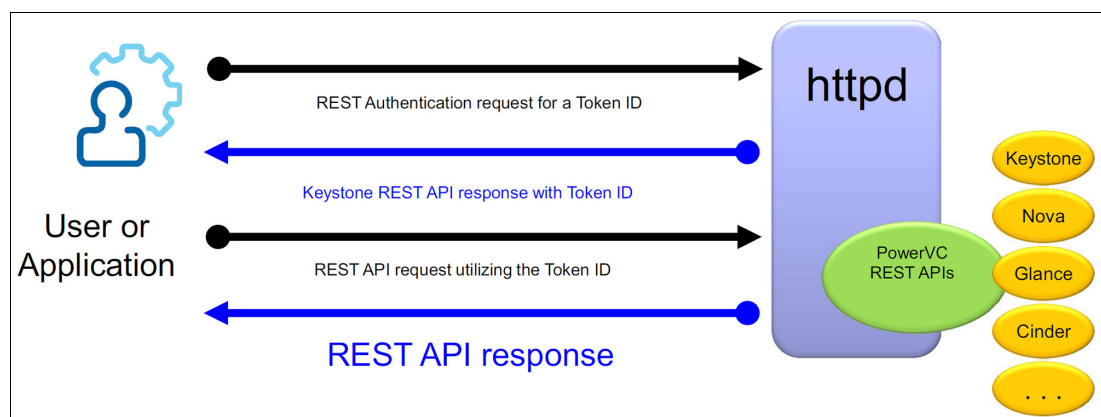 REST Authentication request for a Token ID
Keystone REST API response with Token ID
User or
Application
REST API request utilizing the Token ID
REST API response
httpd
PowerVC
REST APIs
Keystone
Nova
Glance
Cinder
. . .